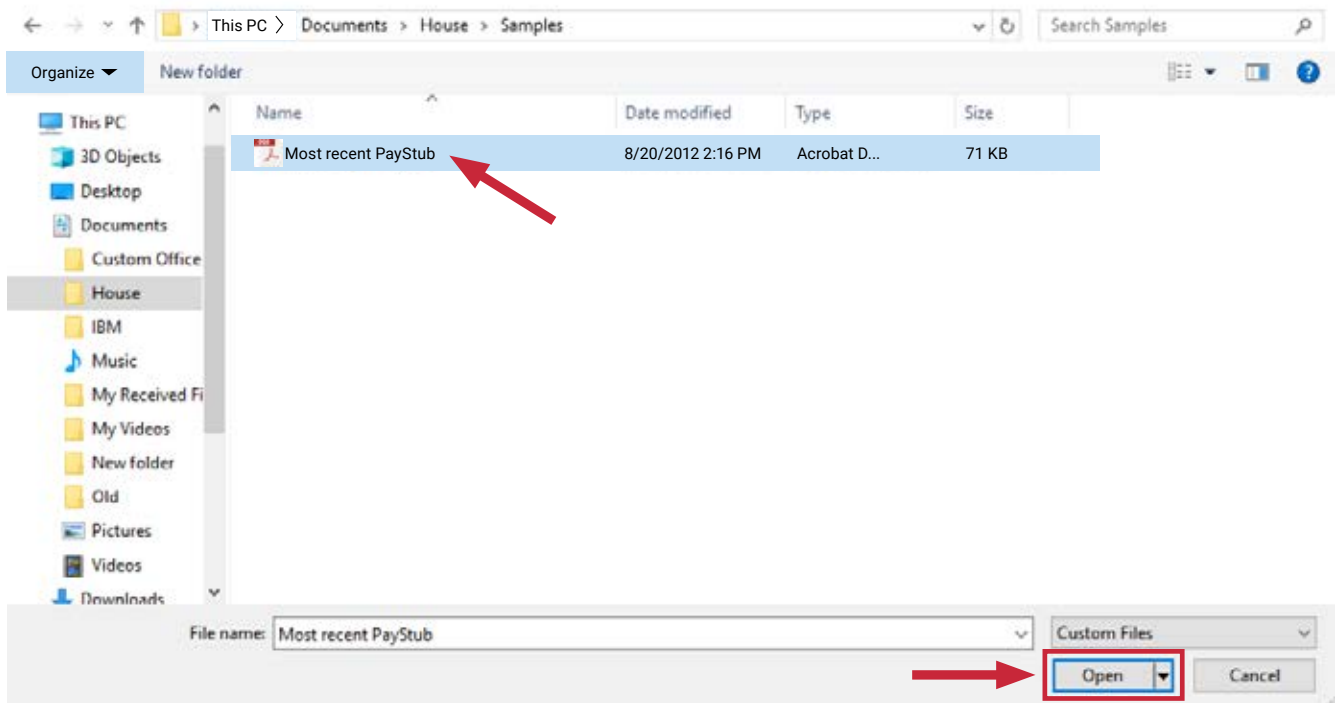 This PC > Documents > House > Samples
Search Samples
Organize
New folder
?
Name
Date modified
Type
Size
Most recent PayStub
8/20/2012 2:16 PM
Acrobat D...
71 KB
This PC
3D Objects
Desktop
Documents
Custom Office
House
IBM
Music
My Received Fi
My Videos
New folder
Old
Pictures
Videos
Downloads
File name: Most recent PayStub
Custom Files
Open
Cancel